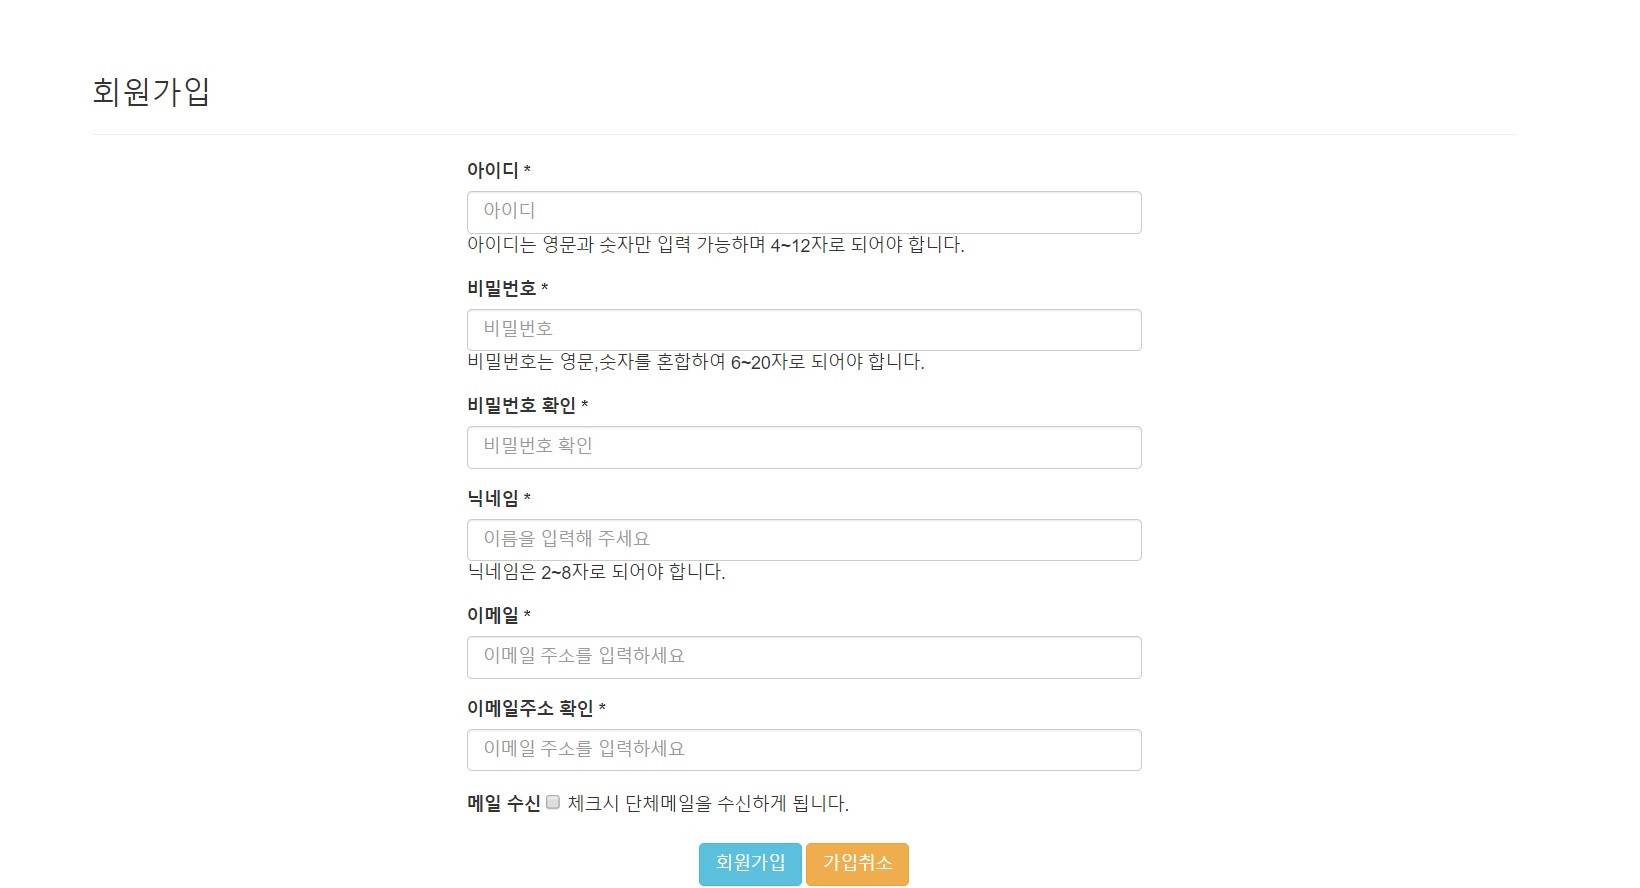 회원가입
아이디 *
아이디
아이디는 영문과 숫자만 입력 가능하며 4~12자로 되어야 합니다.
비밀번호 *
비밀번호
비밀번호는 영문,숫자를 혼합하여 6~20자로 되어야 합니다.
비밀번호 확인 *
비밀번호 확인
닉네임 *
이름을 입력해 주세요
닉네임은 2~8자로 되어야 합니다.
이메일 *
이메일 주소를 입력하세요
이메일주소 확인 *
이메일 주소를 입력하세요
메일 수신 체크시 단체메일을 수신하게 됩니다.
회원가입 가입취소